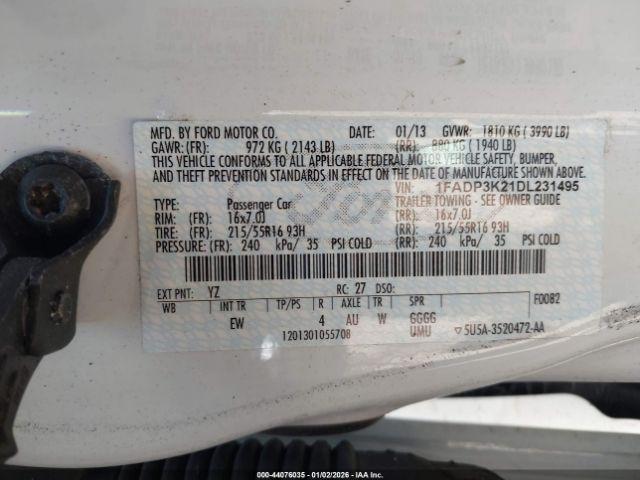 MFD. BY FORD MOTOR CO. DATE: 01/13 GVWR: 1810 KG ( 3990 LB)
GAWR: (FR): 972 KG ( 2143 LB) (RR): 880 KG ( 1940 LB)
THIS VEHICLE CONFORMS TO ALL APPLICABLE FEDERAL MOTOR VEHICLE SAFETY, BUMPER,
AND THEFT PREVENTION STANDARDS IN EFFECT ON THE DATE OF MANUFACTURE SHOWN ABOVE.
VIN: 1FADP3K21DL231495
TYPE: Passenger Car TRAILER TOWING - SEE OWNER GUIDE
RIM: (FR): 16x7.0J (RR): 16x7.0J
TIRE: (FR): 215/55R16 93H (RR): 215/55R16 93H
PRESSURE: (FR): 240 kPa/ 35 PSI COLD (RR): 240 kPa/ 35 PSI COLD
EXT PNT: YZ RC: 27 DSO:
WB INT TR TP/PS R AXLE TR SPR F0082
EW 4 AU W GGGG
1201301055708 UMU ▽5U5A-3520472-AA
000-44076035 - 01/02/2026 - IAAI.COM